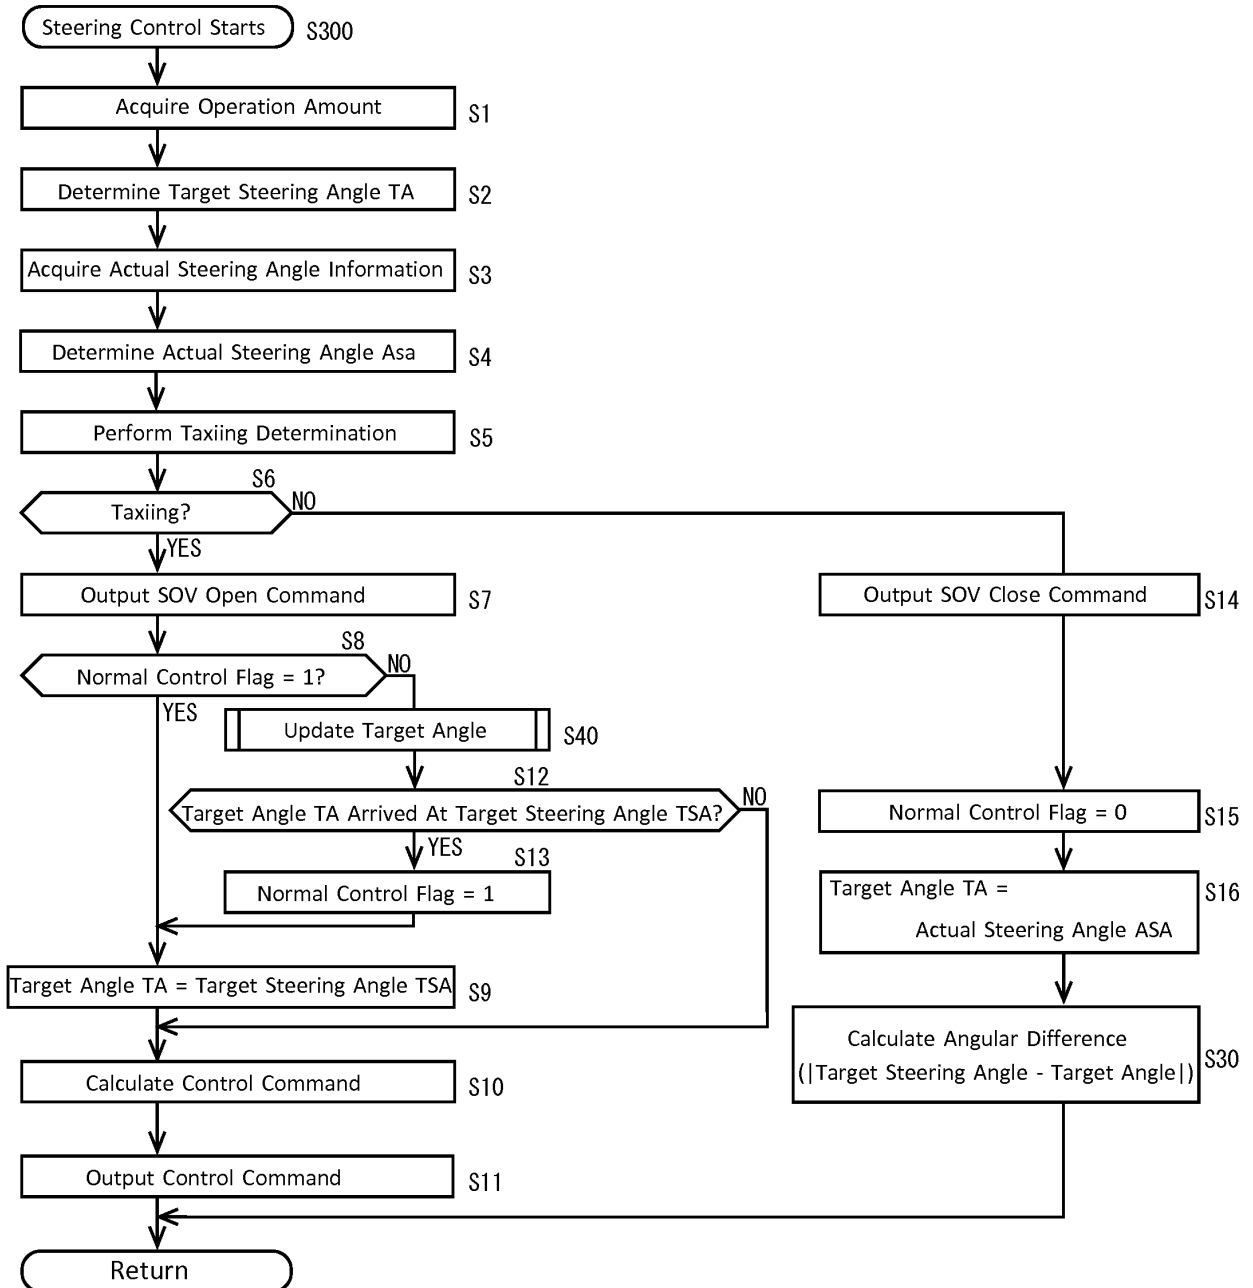 Steering Control Starts
S300
Acquire Operation Amount
S1
Determine Target Steering Angle TA
S2
Acquire Actual Steering Angle Information
S3
Determine Actual Steering Angle Asa
S4
Perform Taxiing Determination
S5
S6
Taxiing?
NO
YES
Output SOV Open Command
S7
Output SOV Close Command
S14
S8
Normal Control Flag = 1?
NO
YES
Update Target Angle
S40
S12
Target Angle TA Arrived At Target Steering Angle TSA?
NO
YES
Normal Control Flag = 0
S15
S13
Normal Control Flag = 1
Target Angle TA =
Actual Steering Angle ASA
S16
Target Angle TA = Target Steering Angle TSA
S9
Calculate Angular Difference
(|Target Steering Angle - Target Angle|)
S30
Calculate Control Command
S10
Output Control Command
S11
Return